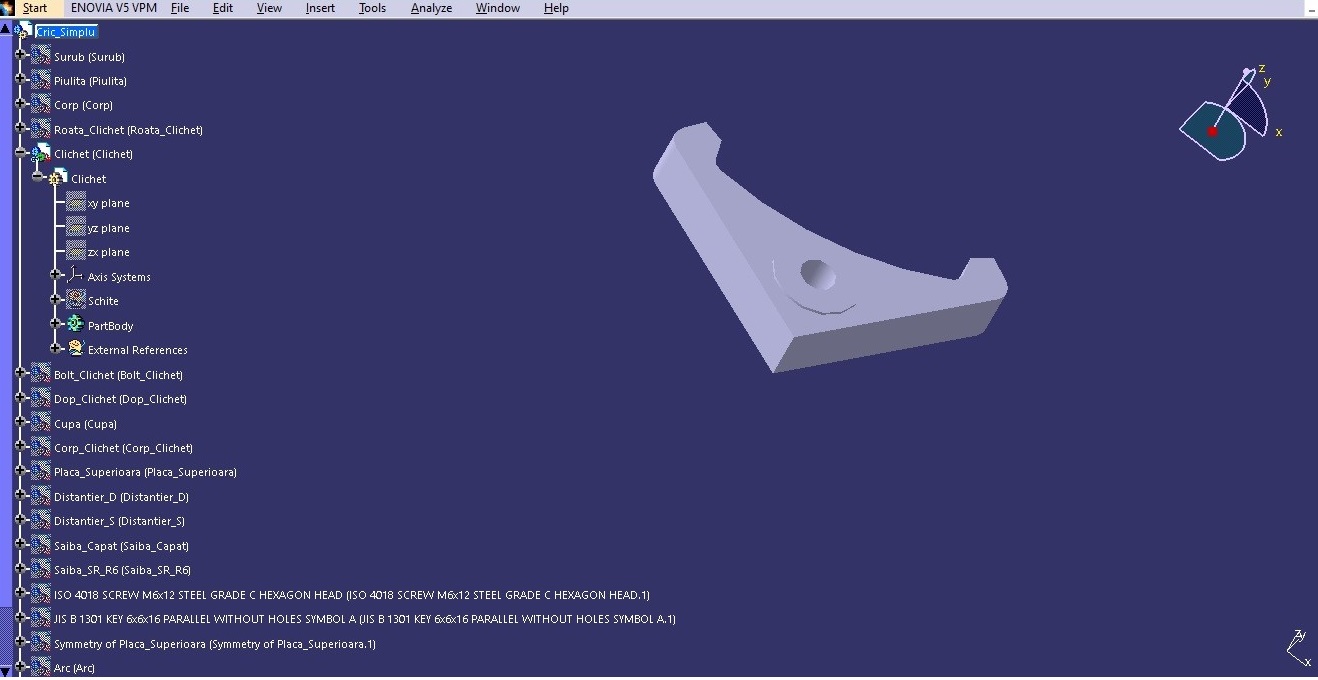 Start ENOVIA V5 VPM File Edit View Insert Tools Analyze Window Help
Cric_Simplu
Surub (Surub)
Piulita (Piulita)
Corp (Corp)
Roata_Clichet (Roata_Clichet)
Clichet (Clichet)
Clichet
xy plane
yz plane
zx plane
Axis Systems
Schite
PartBody
External References
Bolt_Clichet (Bolt_Clichet)
Dop_Clichet (Dop_Clichet)
Cupa (Cupa)
Corp_Clichet (Corp_Clichet)
Placa_Superioara (Placa_Superioara)
Distantier_D (Distantier_D)
Distantier_S (Distantier_S)
Saiba_Capat (Saiba_Capat)
Saiba_SR_R6 (Saiba_SR_R6)
ISO 4018 SCREW M6x12 STEEL GRADE C HEXAGON HEAD (ISO 4018 SCREW M6x12 STEEL GRADE C HEXAGON HEAD.1)
JIS B 1301 KEY 6x6x16 PARALLEL WITHOUT HOLES SYMBOL A (JIS B 1301 KEY 6x6x16 PARALLEL WITHOUT HOLES SYMBOL A.1)
Symmetry of Placa_Superioara (Symmetry of Placa_Superioara.1)
Arc (Arc)
z
y
x
z y
x